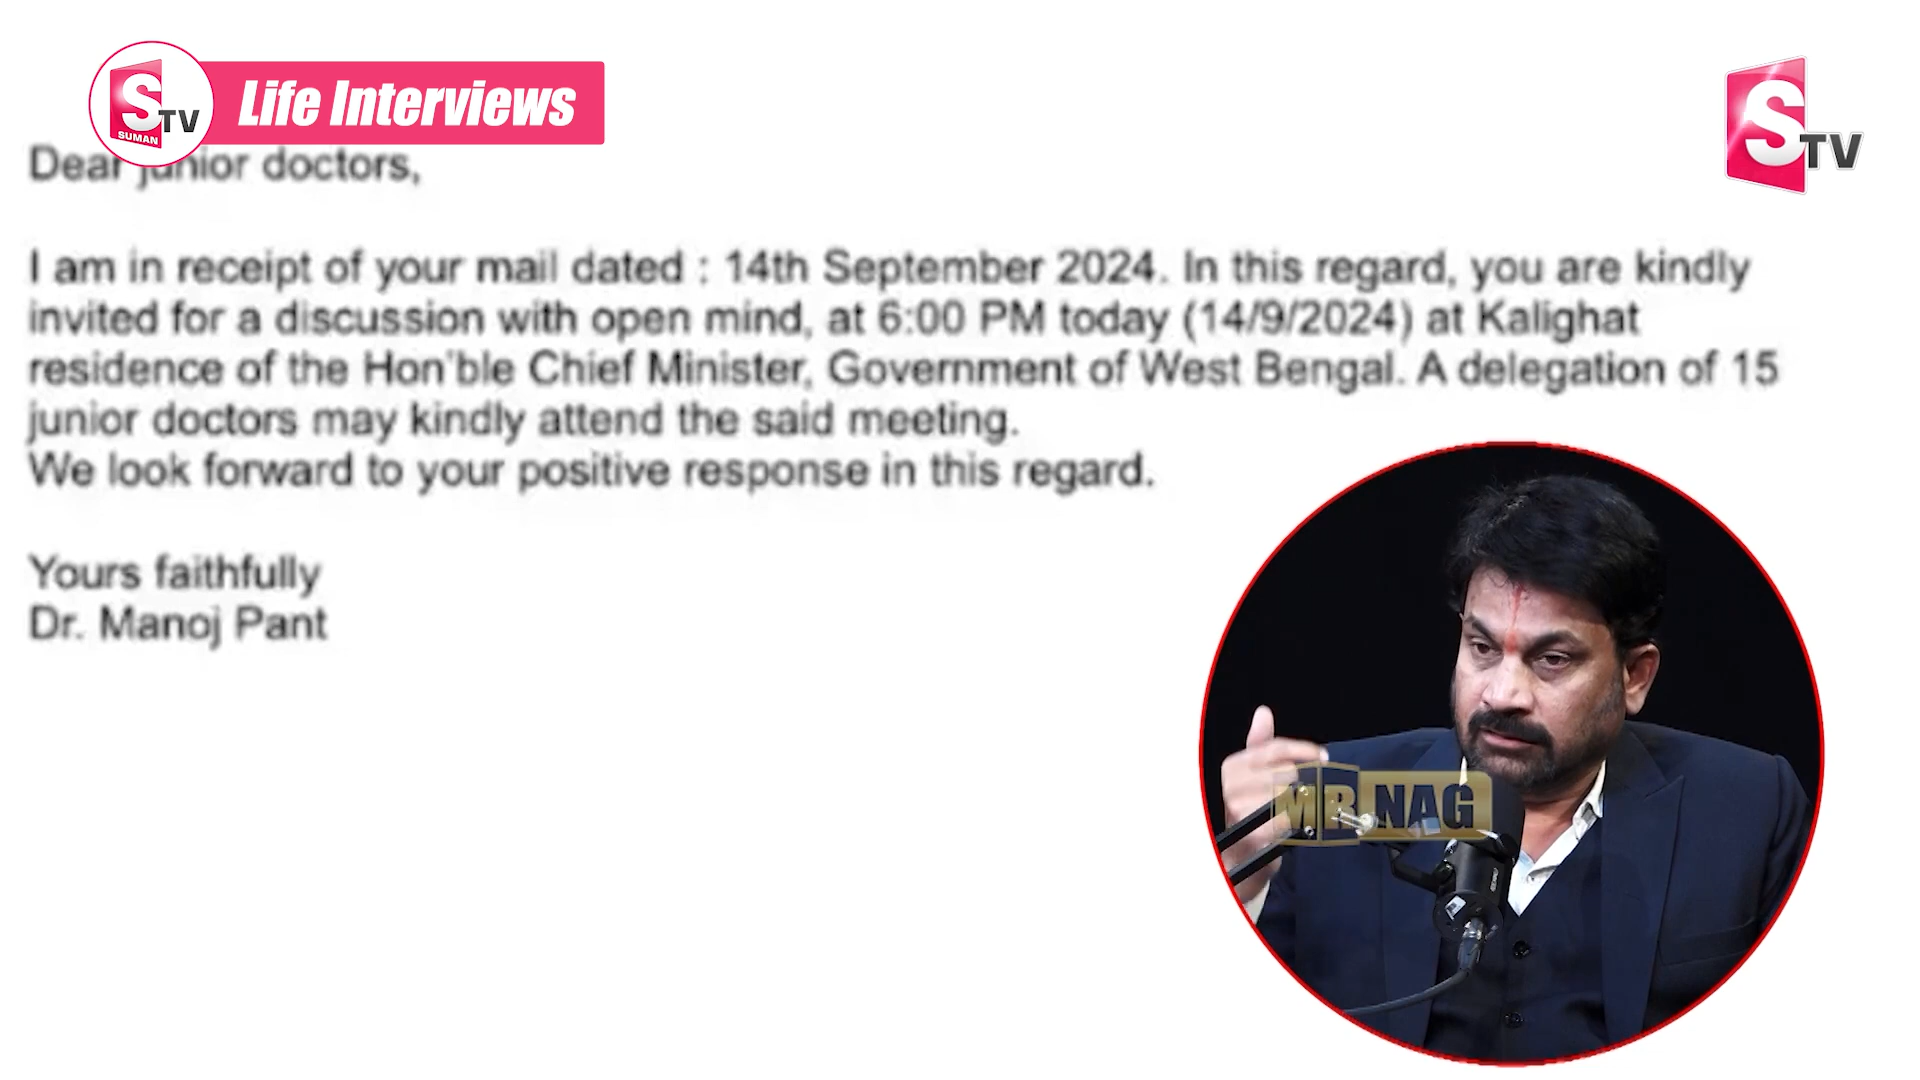 S TV
SUMAN
Life Interviews
S TV
Dear junior doctors,
I am in receipt of your mail dated : 14th September 2024. In this regard, you are kindly
invited for a discussion with open mind, at 6:00 PM today (14/9/2024) at Kalighat
residence of the Hon'ble Chief Minister, Government of West Bengal. A delegation of 15
junior doctors may kindly attend the said meeting.
We look forward to your positive response in this regard.
Yours faithfully
Dr. Manoj Pant
MR NAG